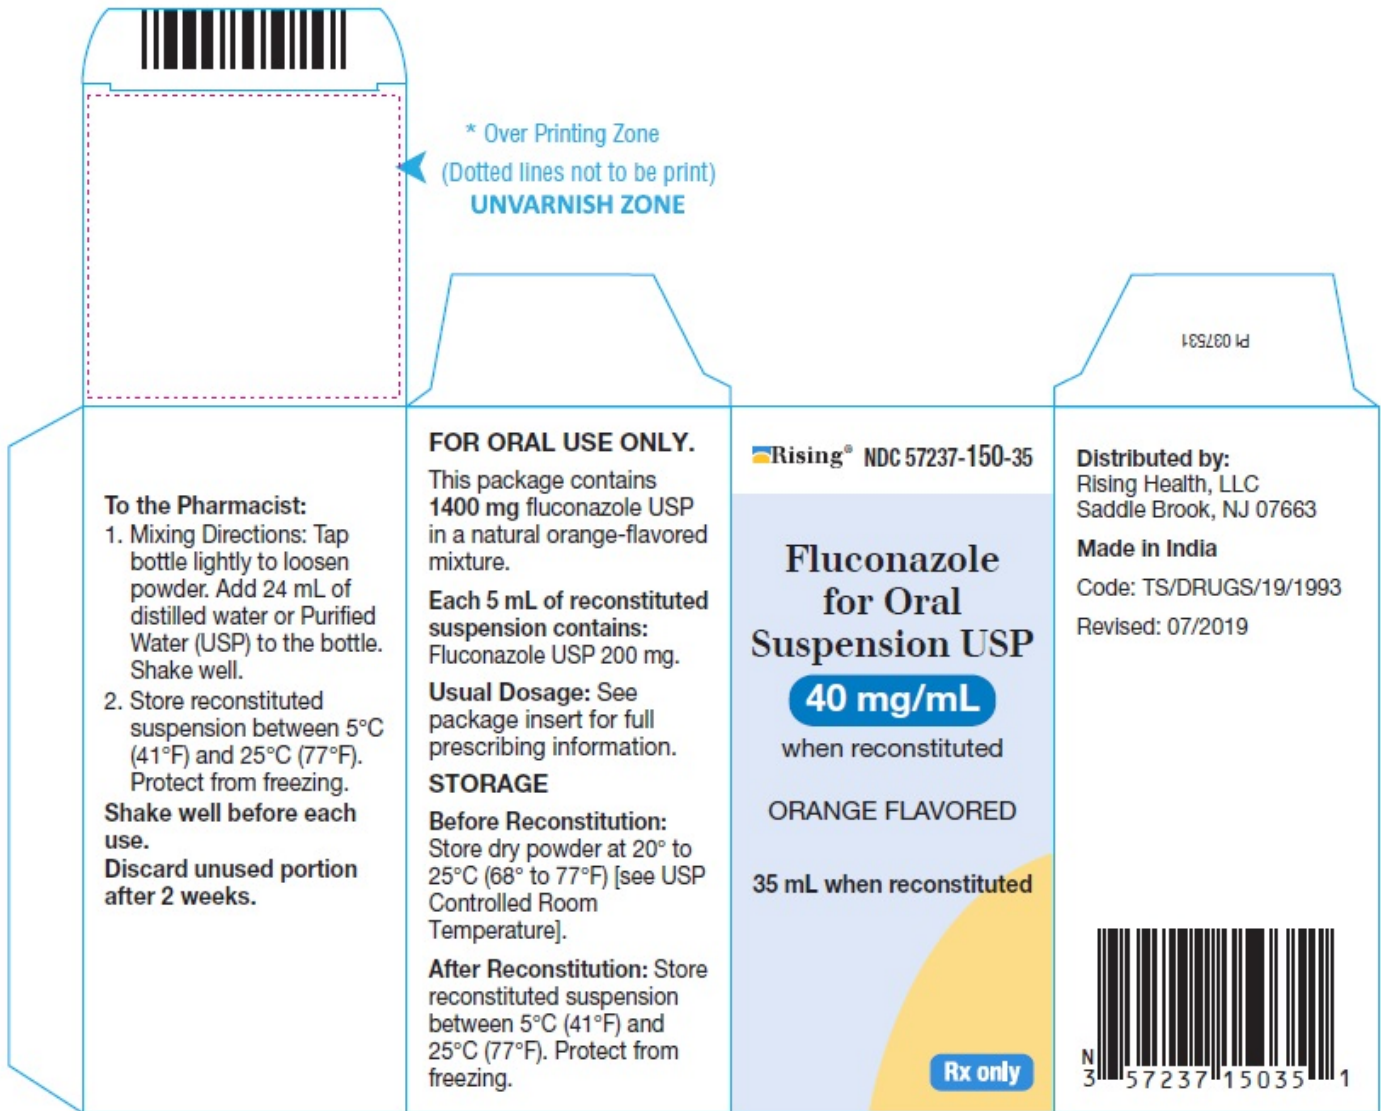 * Over Printing Zone
(Dotted lines not to be print)
UNVARNISH ZONE
PI 037531
To the Pharmacist:
1. Mixing Directions: Tap
bottle lightly to loosen
powder. Add 24 mL of
distilled water or Purified
Water (USP) to the bottle.
Shake well.
2. Store reconstituted
suspension between 5°C
(41°F) and 25°C (77°F).
Protect from freezing.
Shake well before each
use.
Discard unused portion
after 2 weeks.
FOR ORAL USE ONLY.
This package contains
1400 mg fluconazole USP
in a natural orange-flavored
mixture.
Each 5 mL of reconstituted
suspension contains:
Fluconazole USP 200 mg.
Usual Dosage: See
package insert for full
prescribing information.
STORAGE
Before Reconstitution:
Store dry powder at 20° to
25°C (68° to 77°F) [see USP
Controlled Room
Temperature].
After Reconstitution: Store
reconstituted suspension
between 5°C (41°F) and
25°C (77°F). Protect from
freezing.
Rising® NDC 57237-150-35
Fluconazole
for Oral
Suspension USP
40 mg/mL
when reconstituted
ORANGE FLAVORED
35 mL when reconstituted
Rx only
Distributed by:
Rising Health, LLC
Saddle Brook, NJ 07663
Made in India
Code: TS/DRUGS/19/1993
Revised: 07/2019
N
3 57237 15035 1